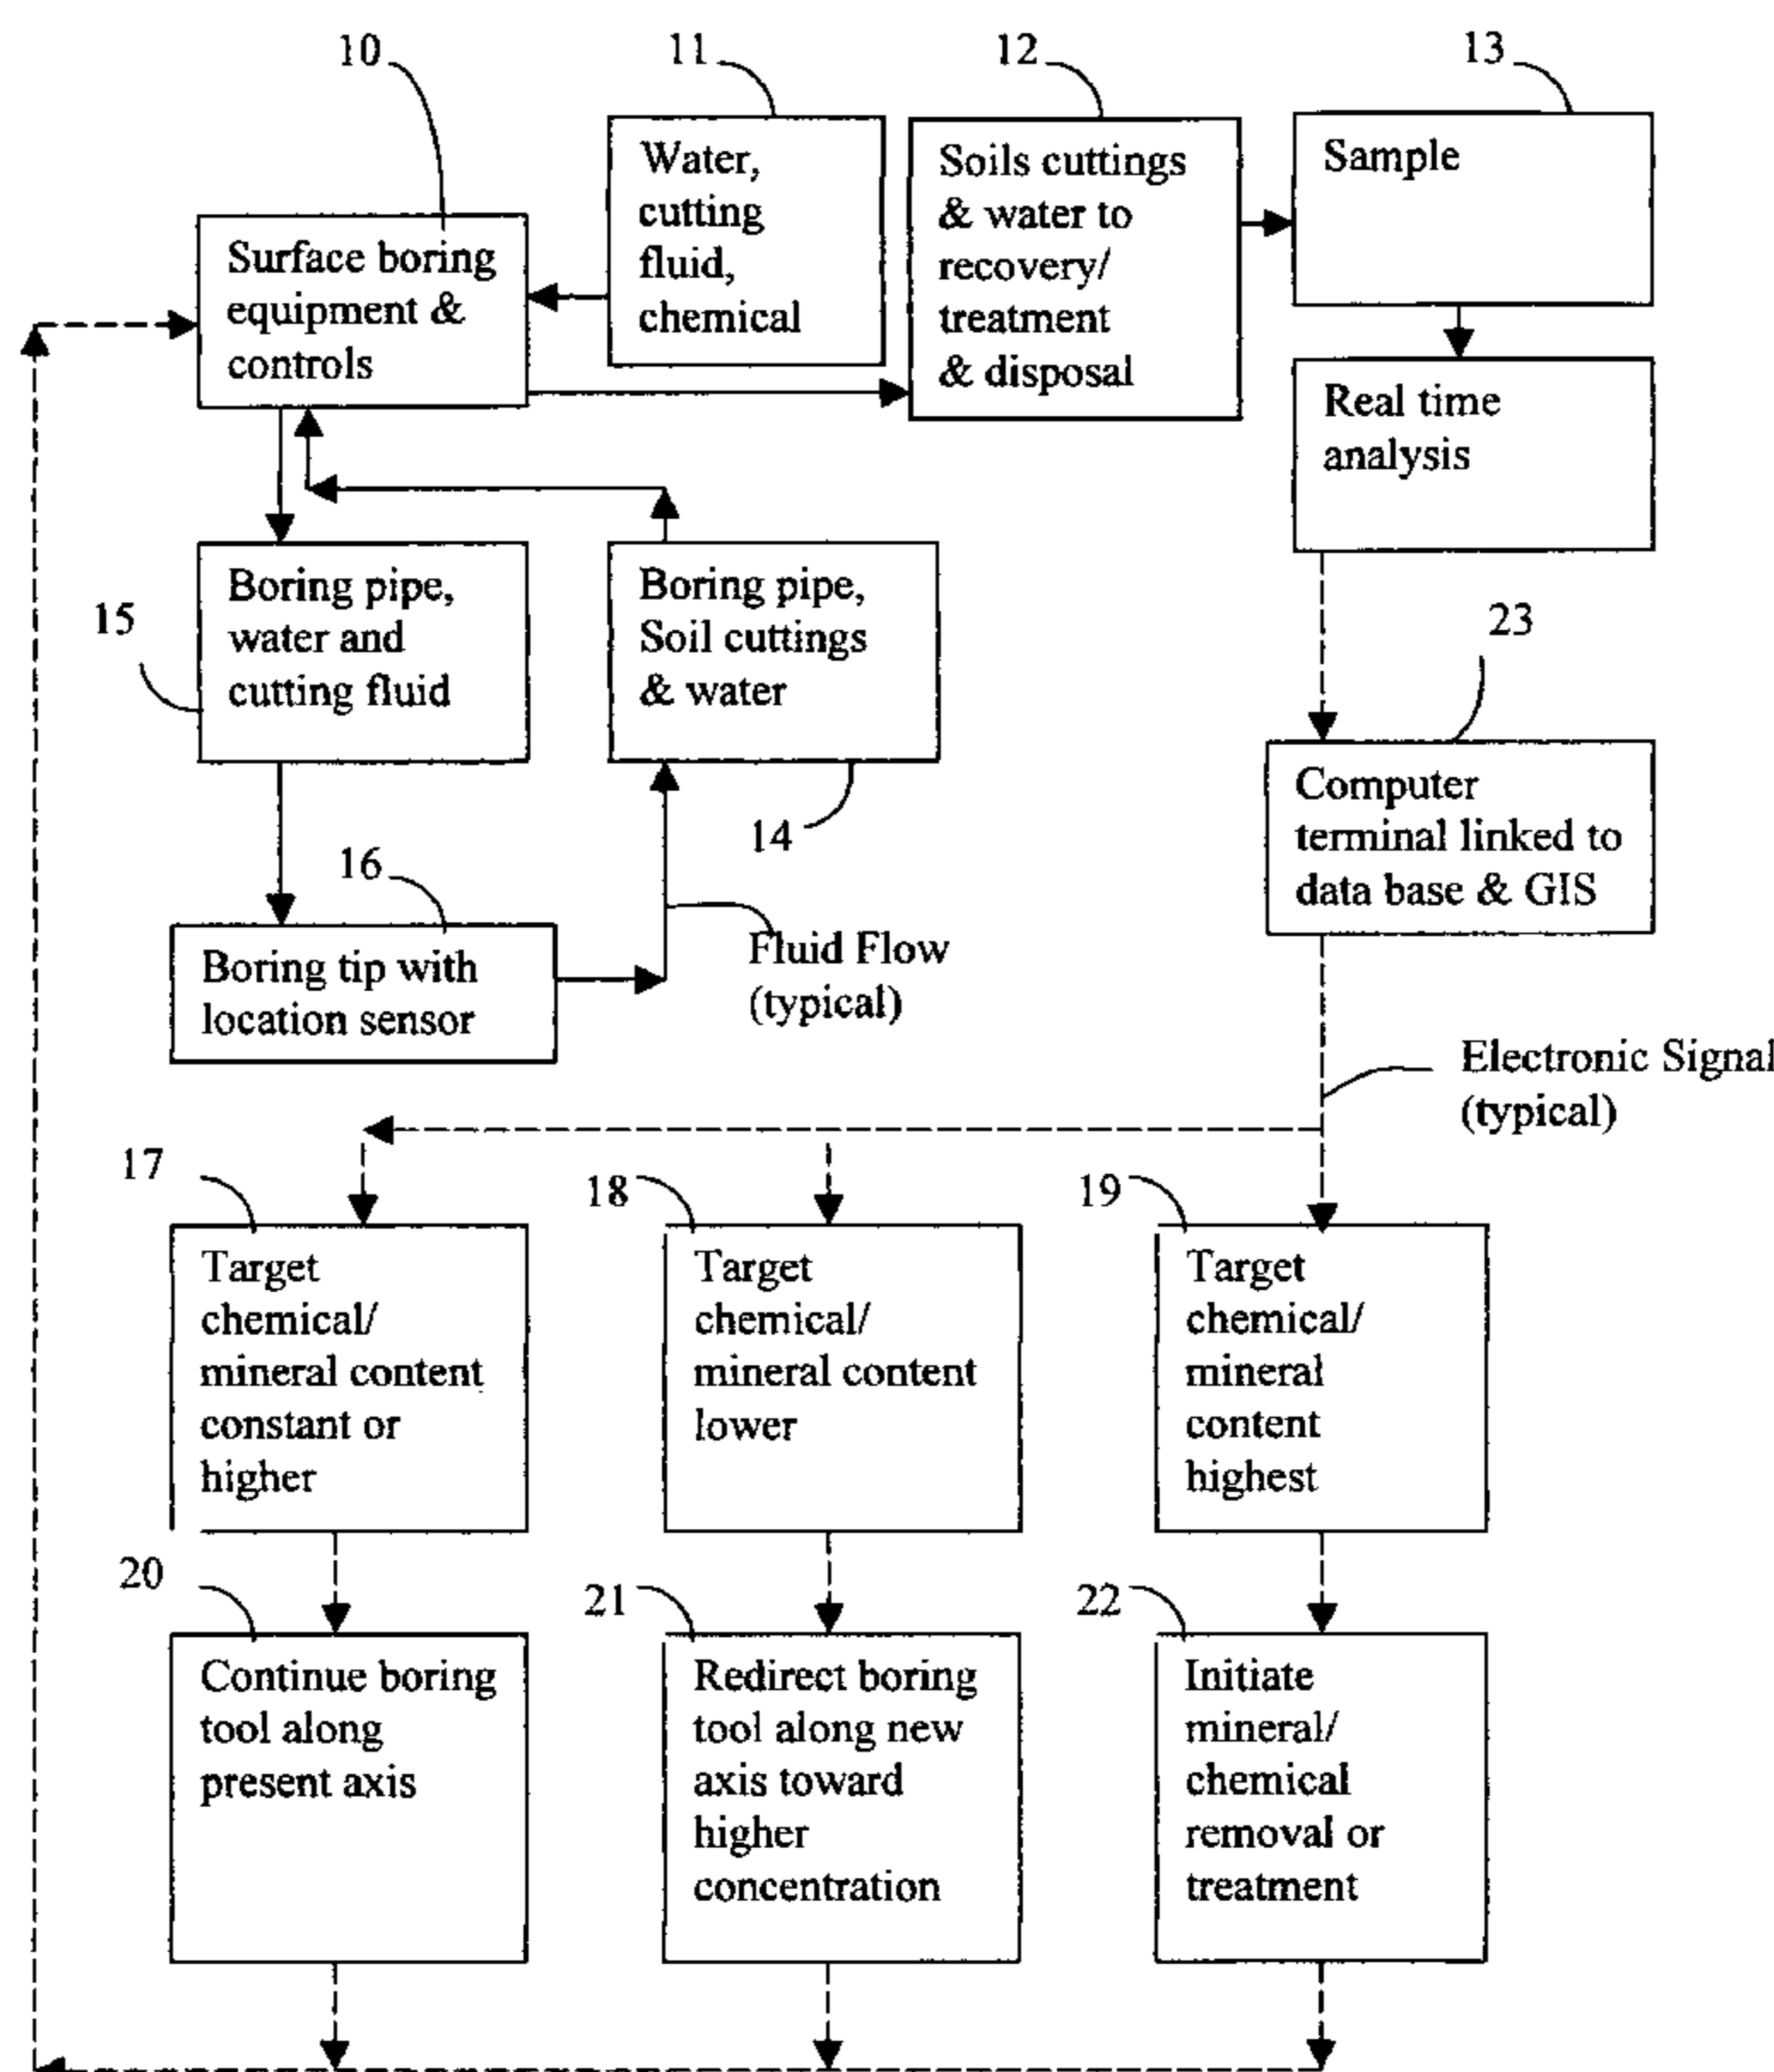 10
11
12
13
Surface boring
equipment &
controls
Water,
cutting
fluid,
chemical
Soils cuttings
& water to
recovery/
treatment
& disposal
Sample
Real time
analysis
15
Boring pipe,
water and
cutting fluid
Boring pipe,
Soil cuttings
& water
14
23
Computer
terminal linked to
data base & GIS
16
Boring tip with
location sensor
Fluid Flow
(typical)
Electronic Signal
(typical)
17
18
19
Target
chemical/
mineral content
constant or
higher
Target
chemical/
mineral content
lower
Target
chemical/
mineral
content
highest
20
21
22
Continue boring
tool along
present axis
Redirect boring
tool along new
axis toward
higher
concentration
Initiate
mineral/
chemical
removal or
treatment